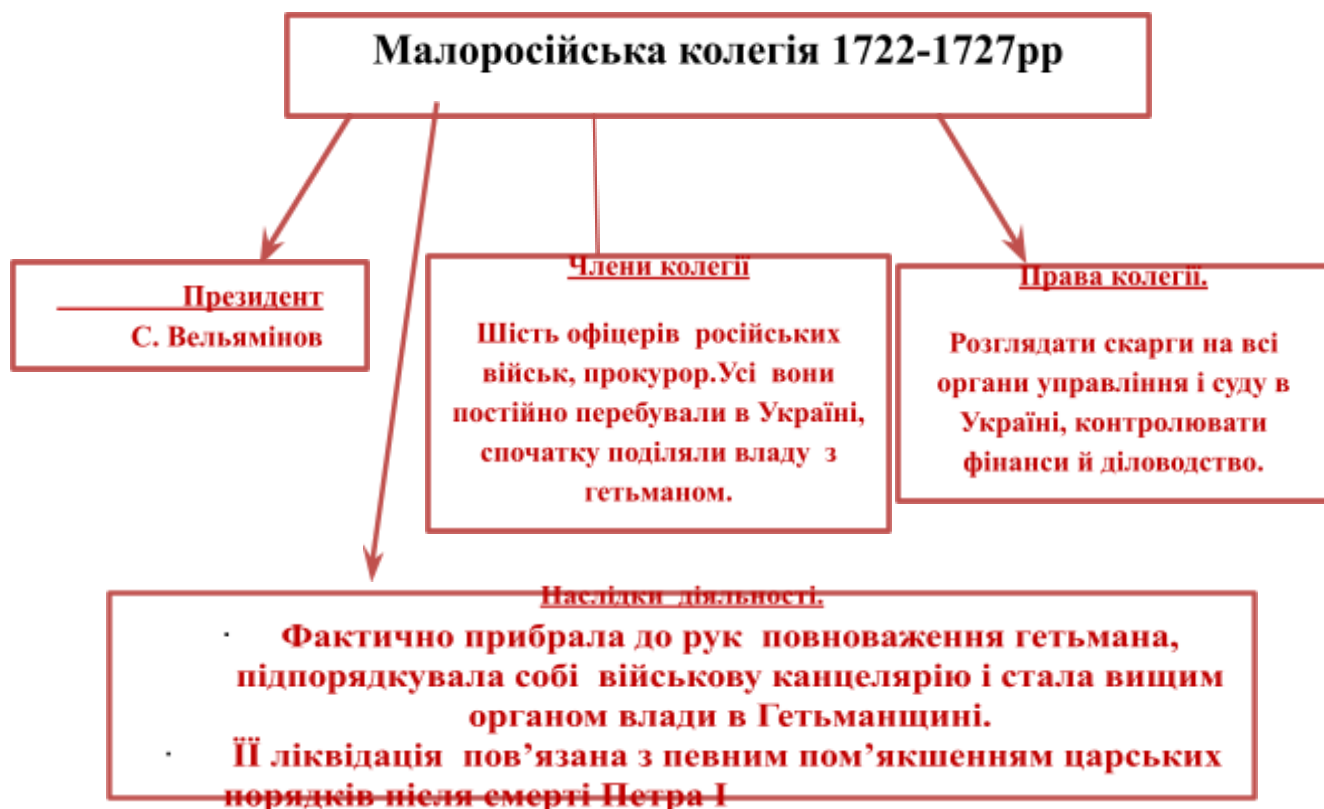 Малоросійська колегія 1722-1727рр
Президент
С. Вельямінов
Члени колегії
Шість офіцерів російських
військ, прокурор.Усі вони
постійно перебували в Україні,
спочатку поділяли владу з
гетьманом.
Права колегії.
Розглядати скарги на всі
органи управління і суду в
Україні, контролювати
фінанси й діловодство.
Наслідки діяльності.
· Фактично прибрала до рук повноваження гетьмана,
підпорядкувала собі військову канцелярію і стала вищим
органом влади в Гетьманщині.
· ЇЇ ліквідація пов’язана з певним пом’якшенням царських
порядків після смерті Петра І